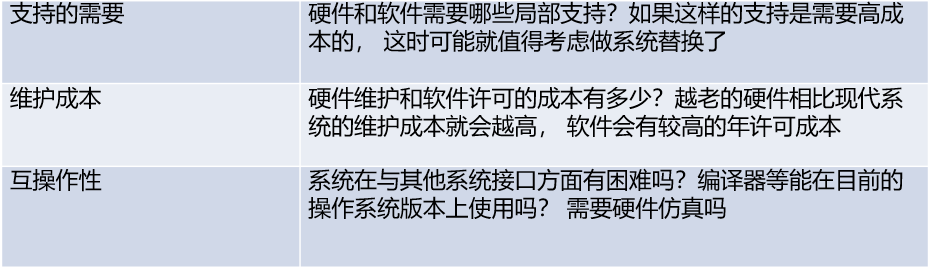 支持的需要
硬件和软件需要哪些局部支持？如果这样的支持是需要高成
本的， 这时可能就值得考虑做系统替换了
维护成本
硬件维护和软件许可的成本有多少？越老的硬件相比现代系
统的维护成本就会越高， 软件会有较高的年许可成本
互操作性
系统在与其他系统接口方面有困难吗？编译器等能在目前的
操作系统版本上使用吗？ 需要硬件仿真吗